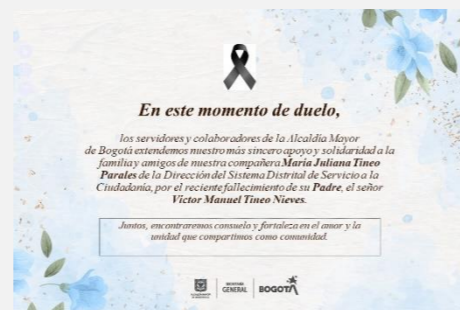 En este momento de duelo,
los servidores y colaboradores de la Alcaldía Mayor
de Bogotá extendemos nuestro más sincero apoyo y solidaridad a la
familia y amigos de nuestra compañera María Juliana Tineo
Parales de la Dirección del Sistema Distrital de Servicio a la
Ciudadanía, por el reciente fallecimiento de su Padre, el señor
Víctor Manuel Tineo Nieves.
Juntos, encontraremos consuelo y fortaleza en el amor y la
unidad que compartimos como comunidad.
GENERAL
BOGOTÁ